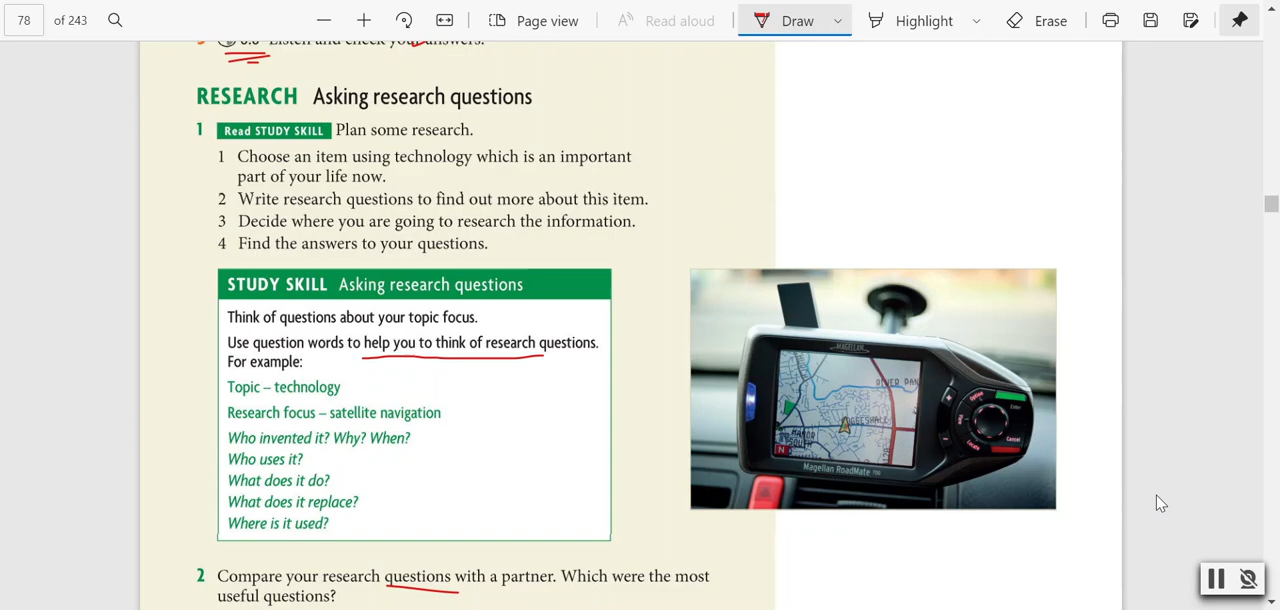 78 of 243 Page view Read aloud Draw Highlight Erase
Listen and check your answers.
RESEARCH Asking research questions
1 Read STUDY SKILL Plan some research.
1 Choose an item using technology which is an important
part of your life now.
2 Write research questions to find out more about this item.
3 Decide where you are going to research the information.
4 Find the answers to your questions.
STUDY SKILL Asking research questions
Think of questions about your topic focus.
Use question words to help you to think of research questions.
For example:
Topic – technology
Research focus – satellite navigation
Who invented it? Why? When?
Who uses it?
What does it do?
What does it replace?
Where is it used?
MAGELLAN
Option
Enter
Cancel
Locate
N
Magellan RoadMate 700
2 Compare your research questions with a partner. Which were the most
useful questions?